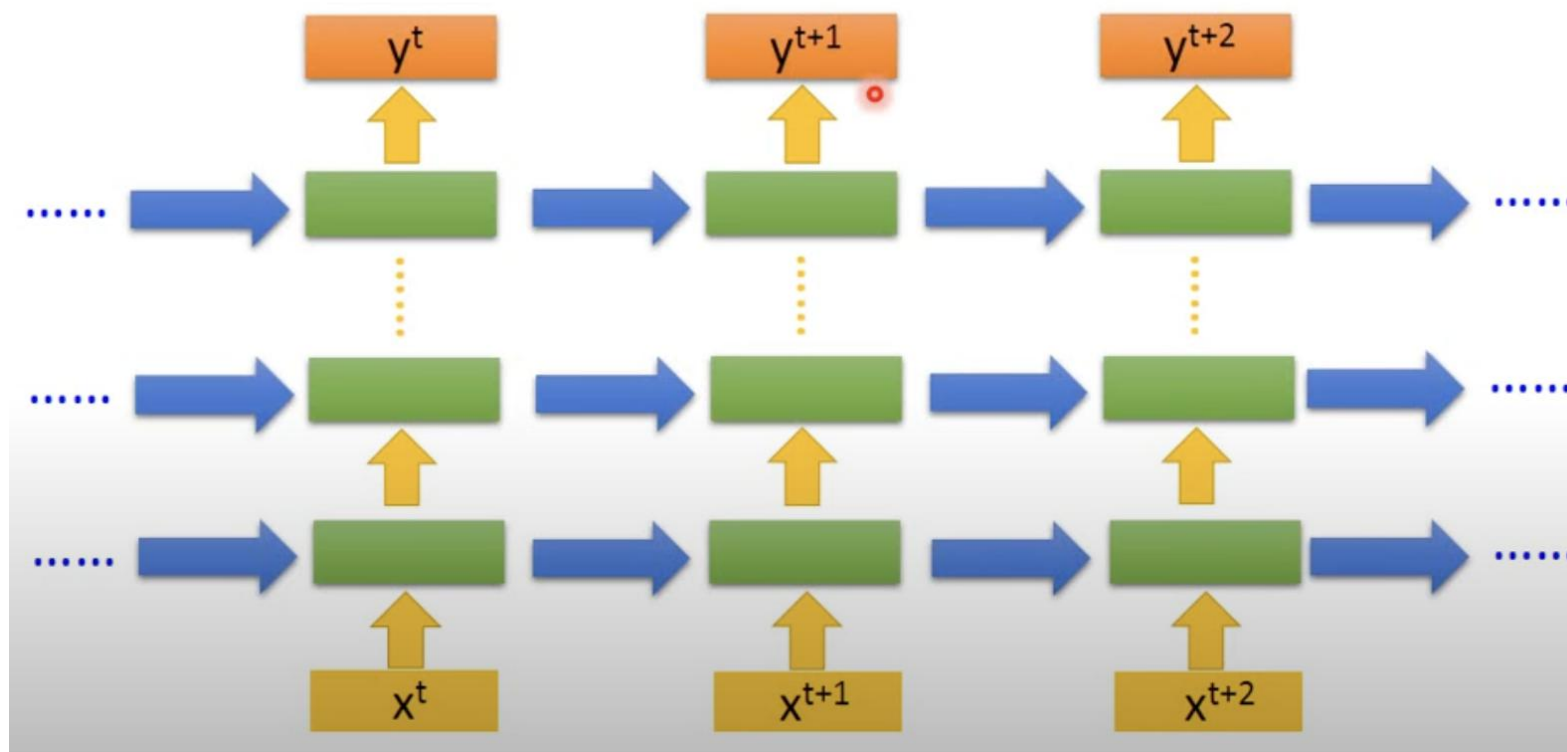 y^t y^{t+1} y^{t+2}
...... ......
...... ......
...... ......
x^t x^{t+1} x^{t+2}